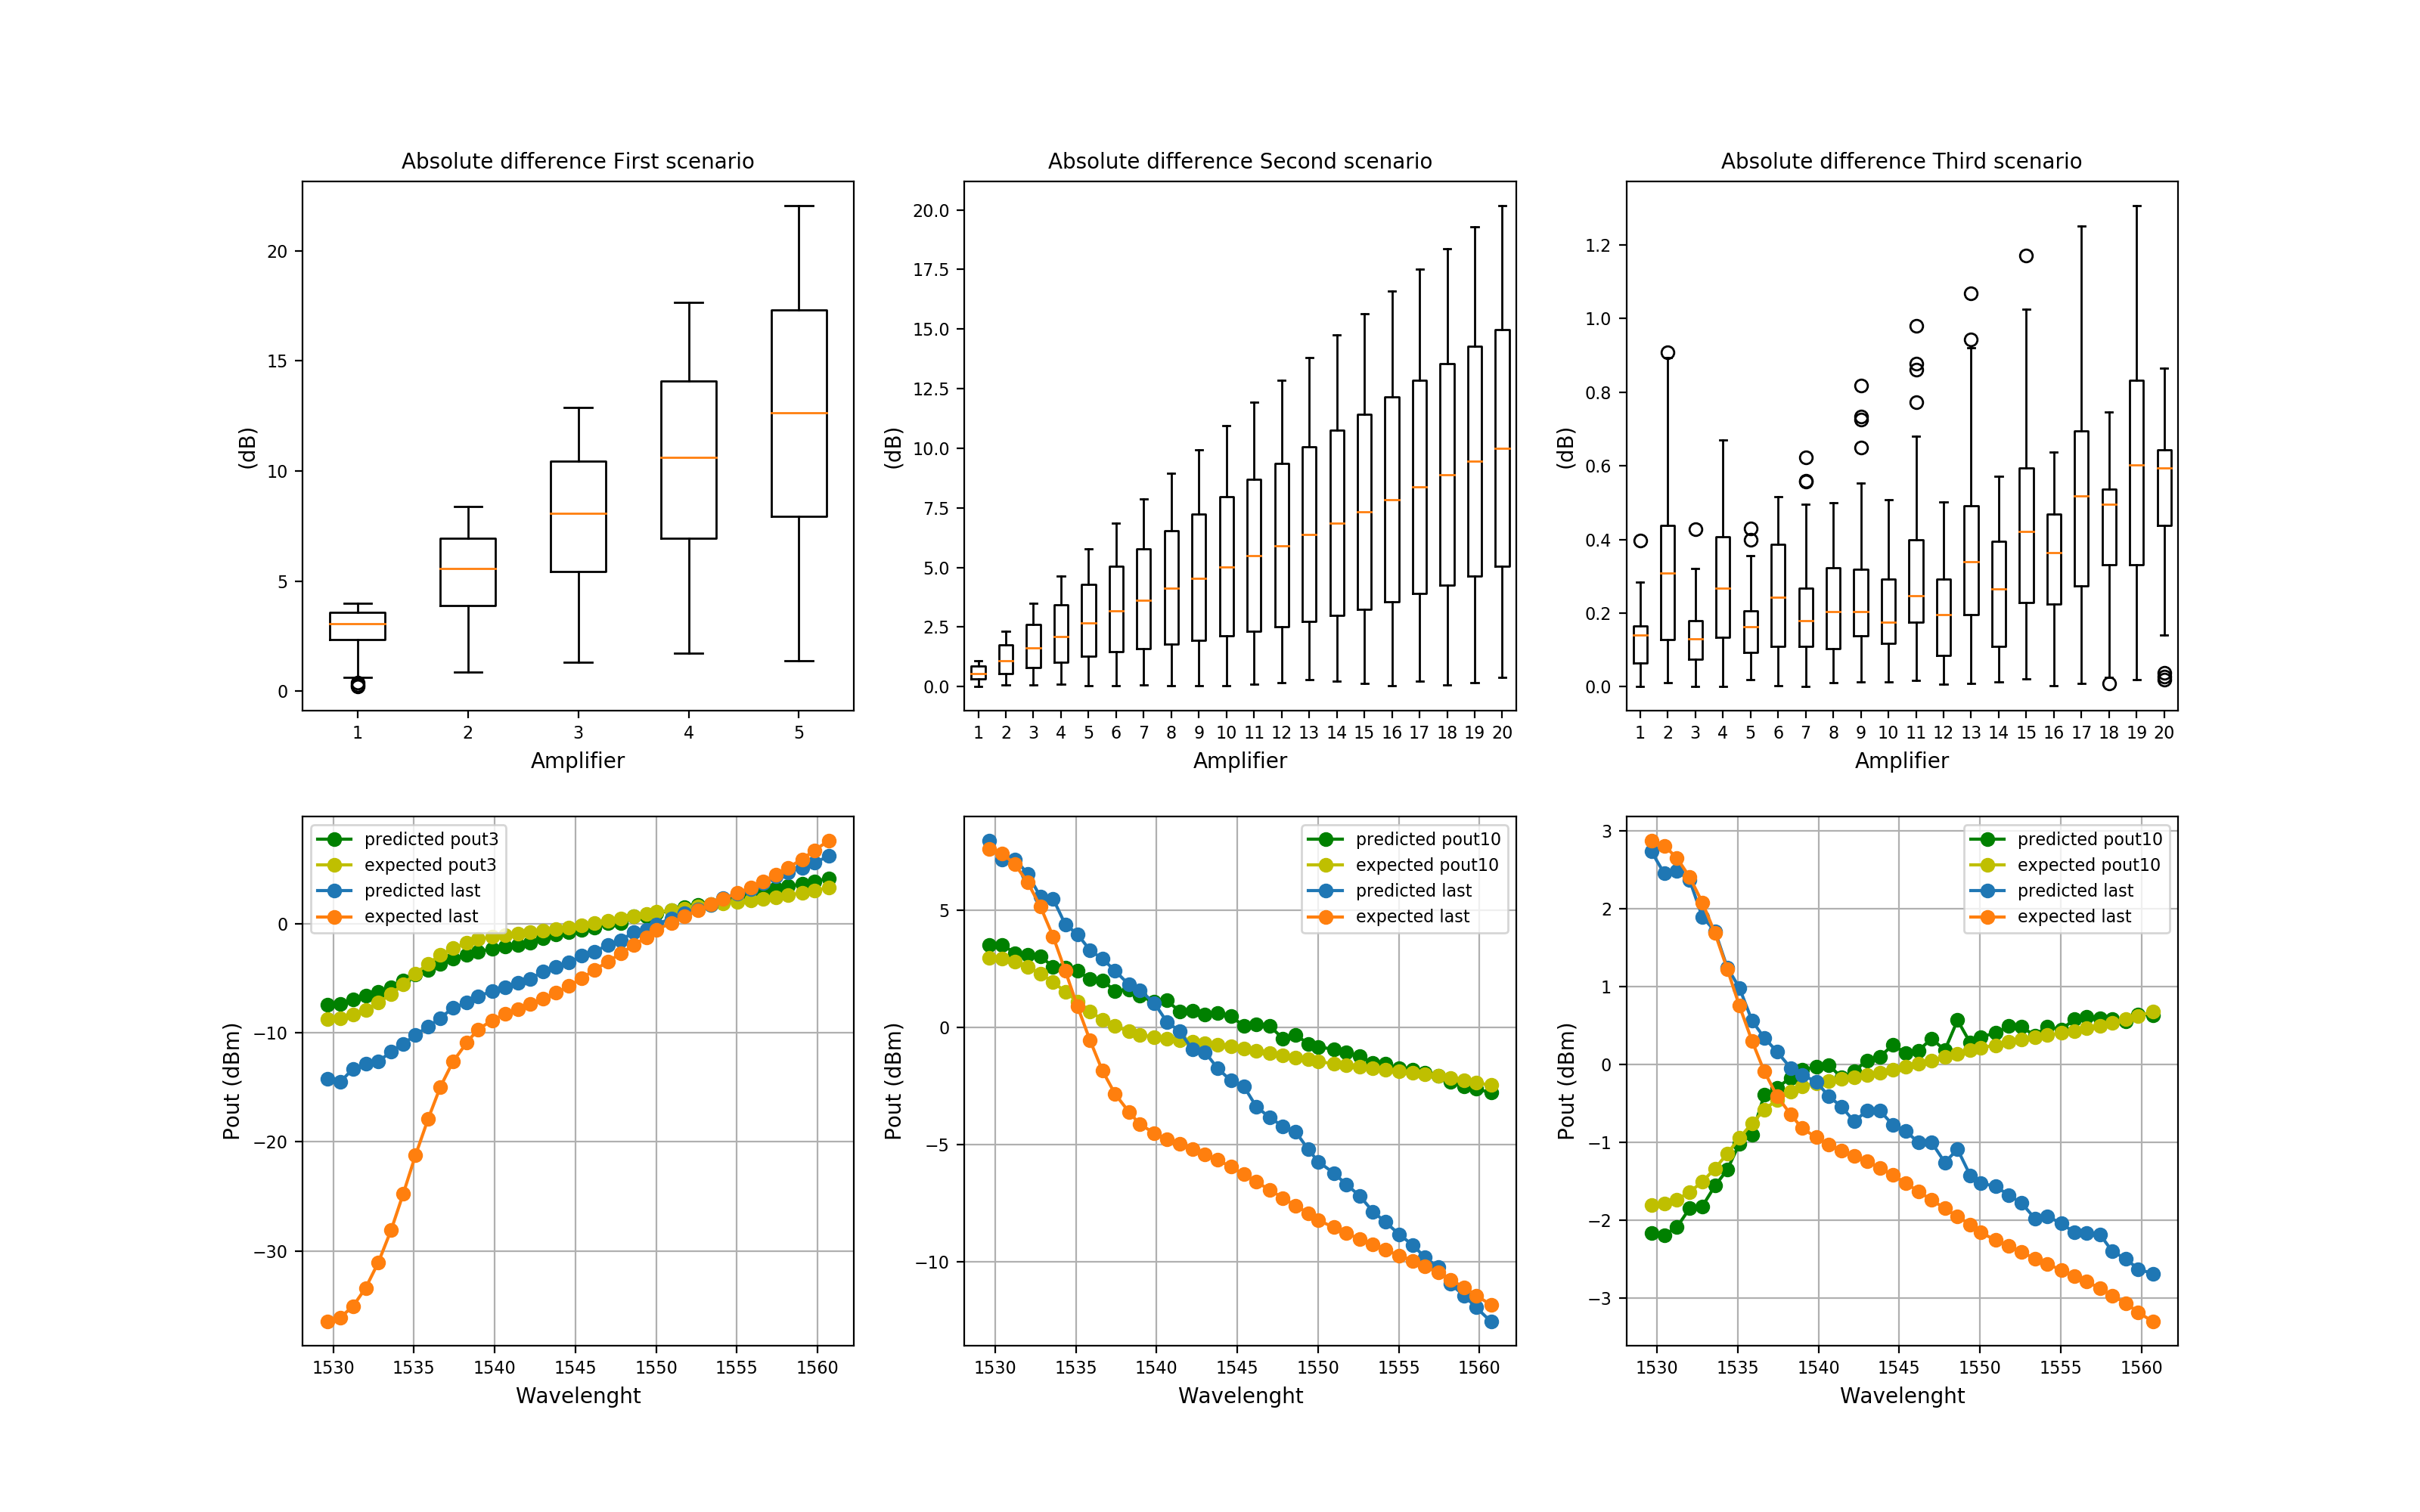 Absolute difference First scenario
20
15
10
5
0
(dB)
1 2 3 4 5
Amplifier
Absolute difference Second scenario
20.0
17.5
15.0
12.5
10.0
7.5
5.0
2.5
0.0
(dB)
1 2 3 4 5 6 7 8 9 10 11 12 13 14 15 16 17 18 19 20
Amplifier
Absolute difference Third scenario
1.2
1.0
0.8
0.6
0.4
0.2
0.0
(dB)
1 2 3 4 5 6 7 8 9 10 11 12 13 14 15 16 17 18 19 20
Amplifier
predicted pout3
expected pout3
predicted last
expected last
0
−10
−20
−30
Pout (dBm)
1530 1535 1540 1545 1550 1555 1560
Wavelenght
predicted pout10
expected pout10
predicted last
expected last
5
0
−5
−10
Pout (dBm)
1530 1535 1540 1545 1550 1555 1560
Wavelenght
predicted pout10
expected pout10
predicted last
expected last
3
2
1
0
−1
−2
−3
Pout (dBm)
1530 1535 1540 1545 1550 1555 1560
Wavelenght